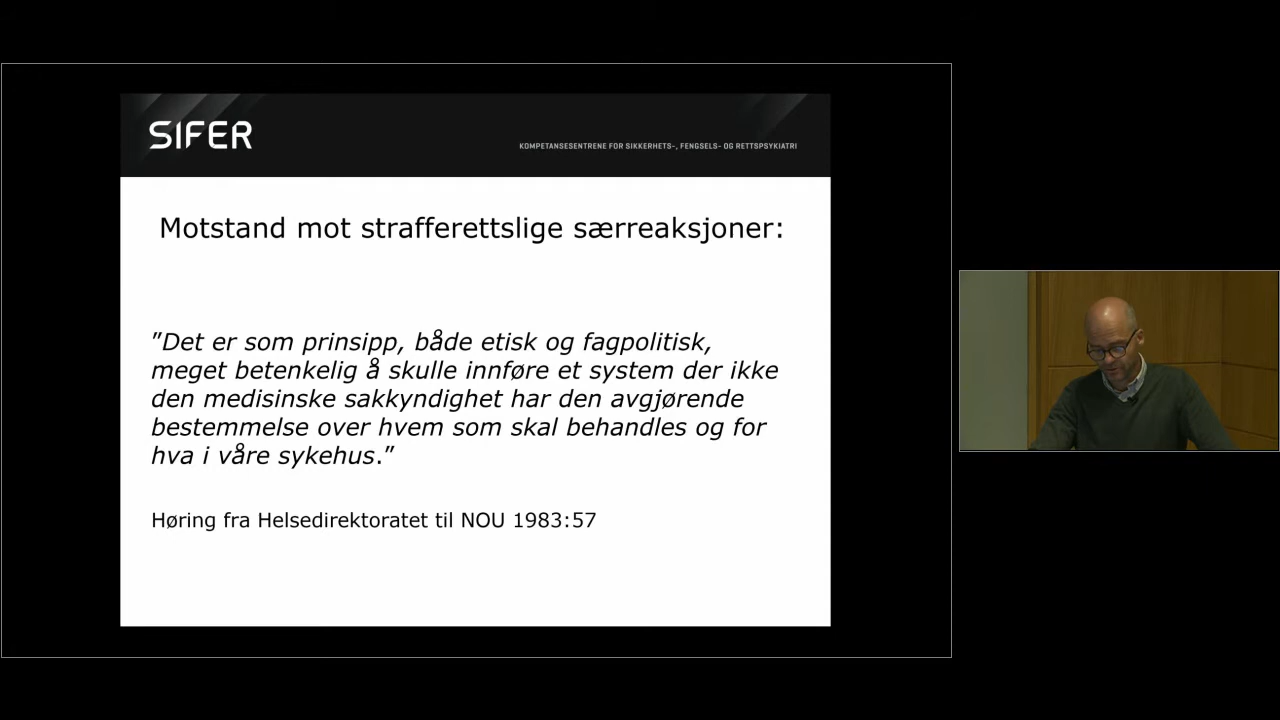 SIFER
KOMPETANSESENTRENE FOR SIKKERHETS-, FENGSELS- OG RETTSPSYKIATRI
Motstand mot strafferettslige særreaksjoner:
"Det er som prinsipp, både etisk og fagpolitisk,
meget betenkelig å skulle innføre et system der ikke
den medisinske sakkyndighet har den avgjørende
bestemmelse over hvem som skal behandles og for
hva i våre sykehus."
Høring fra Helsedirektoratet til NOU 1983:57